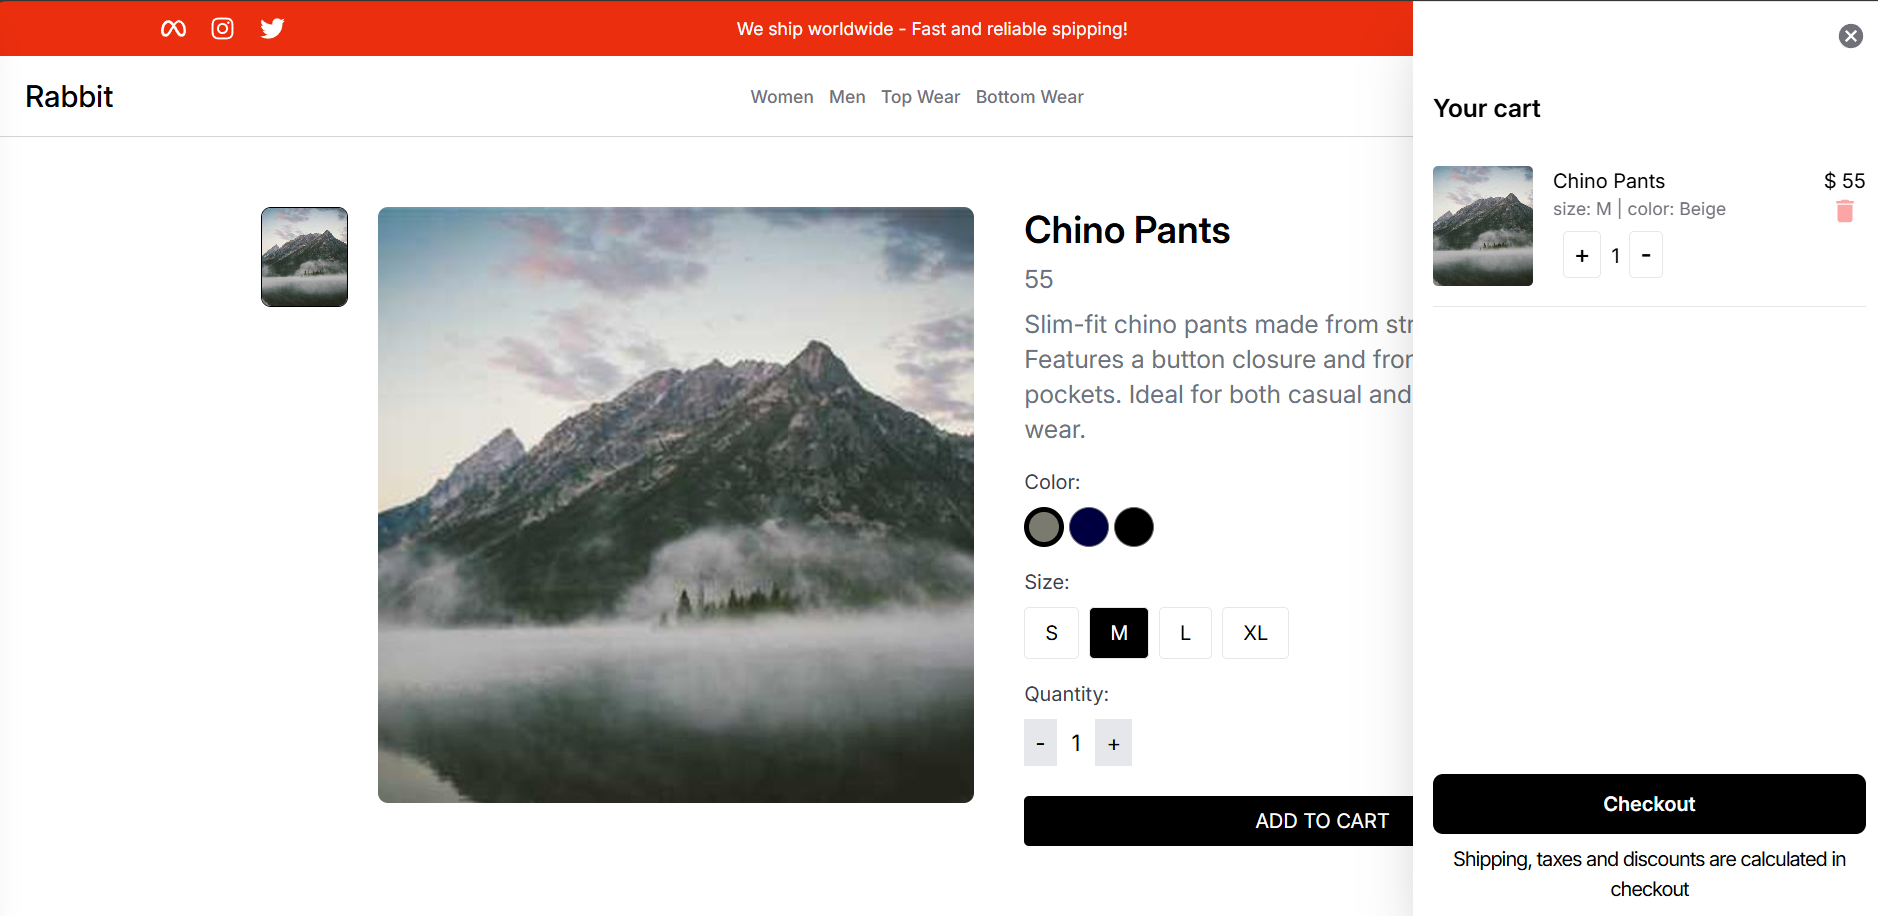 We ship worldwide - Fast and reliable spipping!
Rabbit
Women Men Top Wear Bottom Wear
Chino Pants
55
Slim-fit chino pants made from str
Features a button closure and fror
pockets. Ideal for both casual and
wear.
Color:
Size:
S M L XL
Quantity:
- 1 +
ADD TO CART
Your cart
Chino Pants
$ 55
size: M | color: Beige
+ 1 -
Checkout
Shipping, taxes and discounts are calculated in
checkout